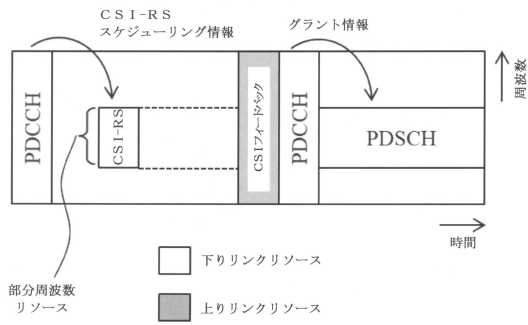 CSI-RS
スケジューリング情報
グラント情報
周波数
PDCCH
CSI-RS
CSIフィードバック
PDCCH
PDSCH
時間
部分周波数
リソース
下りリンクリソース
上りリンクリソース